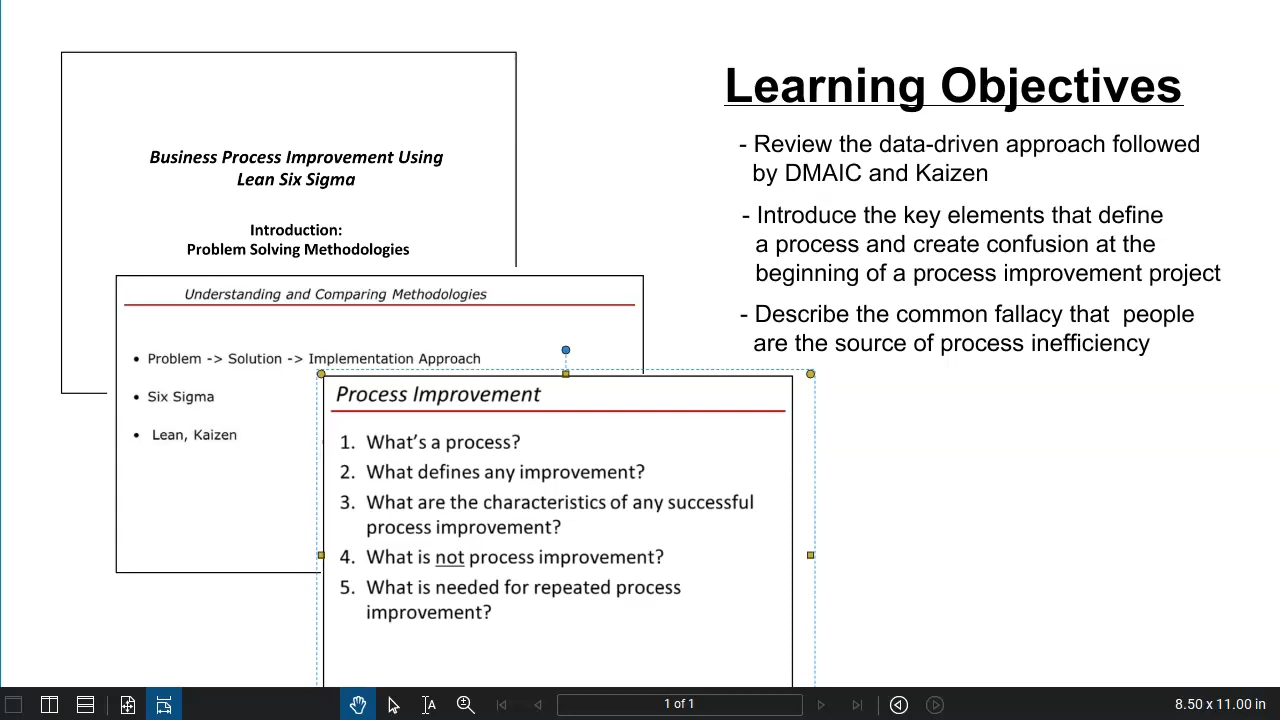 Business Process Improvement Using
Lean Six Sigma
Introduction:
Problem Solving Methodologies
Understanding and Comparing Methodologies
• Problem -> Solution -> Implementation Approach
• Six Sigma
• Lean, Kaizen
Process Improvement
1. What's a process?
2. What defines any improvement?
3. What are the characteristics of any successful
process improvement?
4. What is not process improvement?
5. What is needed for repeated process
improvement?
Learning Objectives
- Review the data-driven approach followed
by DMAIC and Kaizen
- Introduce the key elements that define
a process and create confusion at the
beginning of a process improvement project
- Describe the common fallacy that people
are the source of process inefficiency
1 of 1
8.50 x 11.00 in